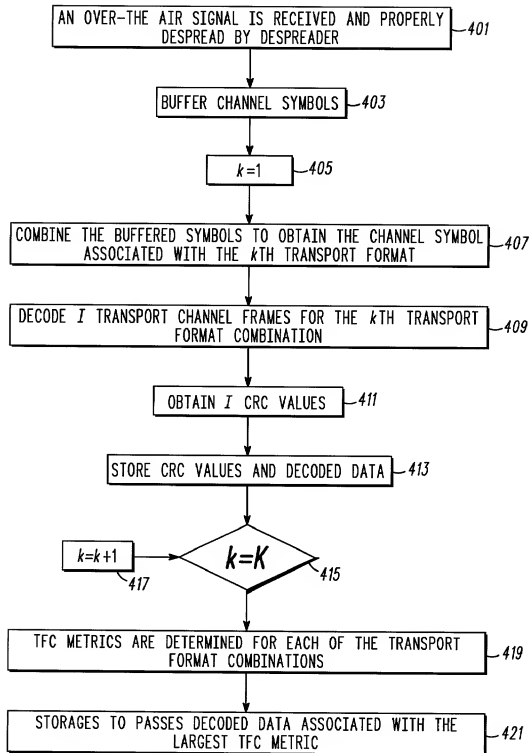 AN OVER-THE AIR SIGNAL IS RECEIVED AND PROPERLY
DESPREAD BY DESPREADER
401
BUFFER CHANNEL SYMBOLS
403
k=1
405
COMBINE THE BUFFERED SYMBOLS TO OBTAIN THE CHANNEL SYMBOL
ASSOCIATED WITH THE kTH TRANSPORT FORMAT
407
DECODE I TRANSPORT CHANNEL FRAMES FOR THE kTH TRANSPORT
FORMAT COMBINATION
409
OBTAIN I CRC VALUES
411
STORE CRC VALUES AND DECODED DATA
413
k=k+1
417
k=K
415
TFC METRICS ARE DETERMINED FOR EACH OF THE TRANSPORT
FORMAT COMBINATIONS
419
STORAGES TO PASSES DECODED DATA ASSOCIATED WITH THE
LARGEST TFC METRIC
421